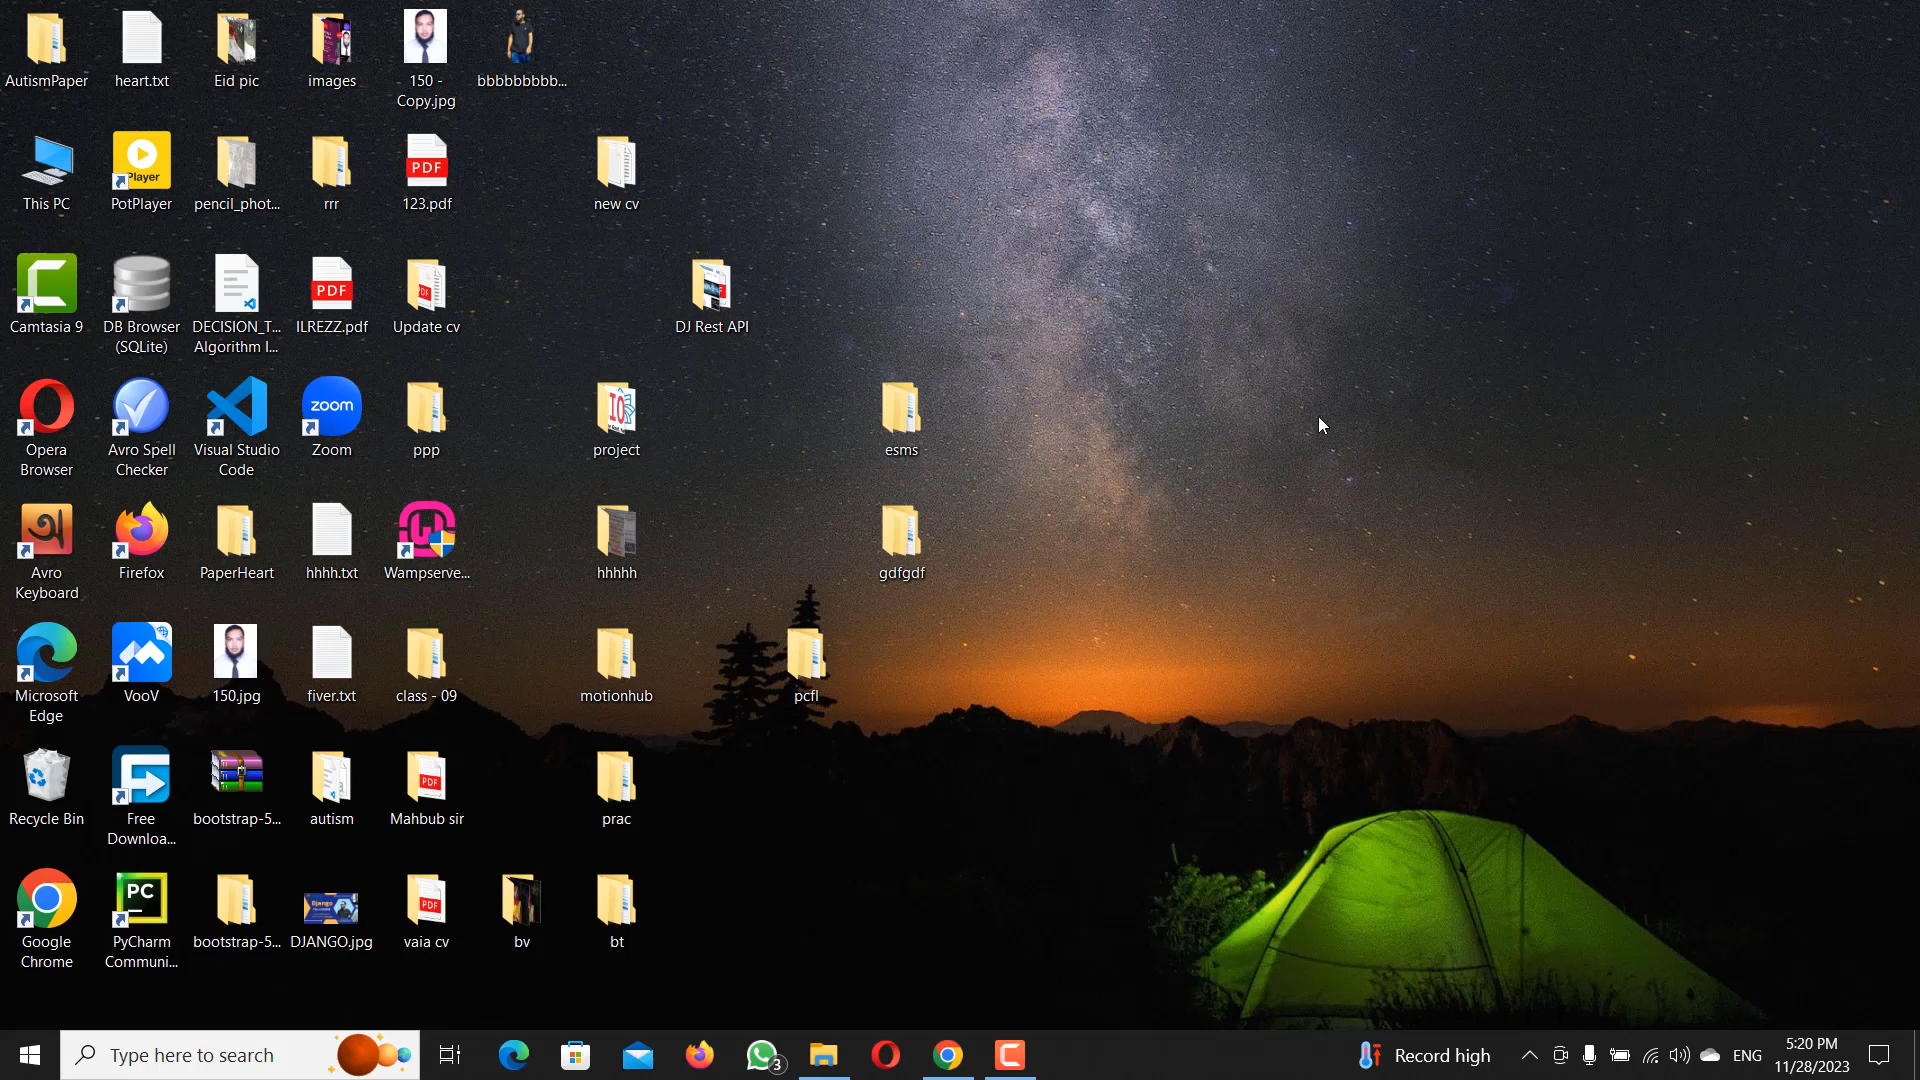 AutismPaper
heart.txt
Eid pic
images
150 -
Copy.jpg
bbbbbbbbb...
This PC
Player
PotPlayer
pencil_phot...
rrr
PDF
123.pdf
new cv
Camtasia 9
DB Browser
(SQLite)
DECISION_T...
Algorithm I...
PDF
ILREZZ.pdf
PDF
Update cv
DJ Rest API
Opera
Browser
Avro Spell
Checker
Visual Studio
Code
zoom
Zoom
ppp
project
esms
অ
Avro
Keyboard
Firefox
PaperHeart
hhhh.txt
Wampserve...
hhhhh
gdfgdf
Microsoft
Edge
VooV
150.jpg
fiver.txt
class - 09
motionhub
pcfl
Recycle Bin
Free
Downloa...
bootstrap-5...
autism
PDF
Mahbub sir
prac
Google
Chrome
PC
PyCharm
Communi...
bootstrap-5...
Django
DJANGO.jpg
PDF
vaia cv
bv
bt
Type here to search
3
Record high
ENG
5:20 PM
11/28/2023